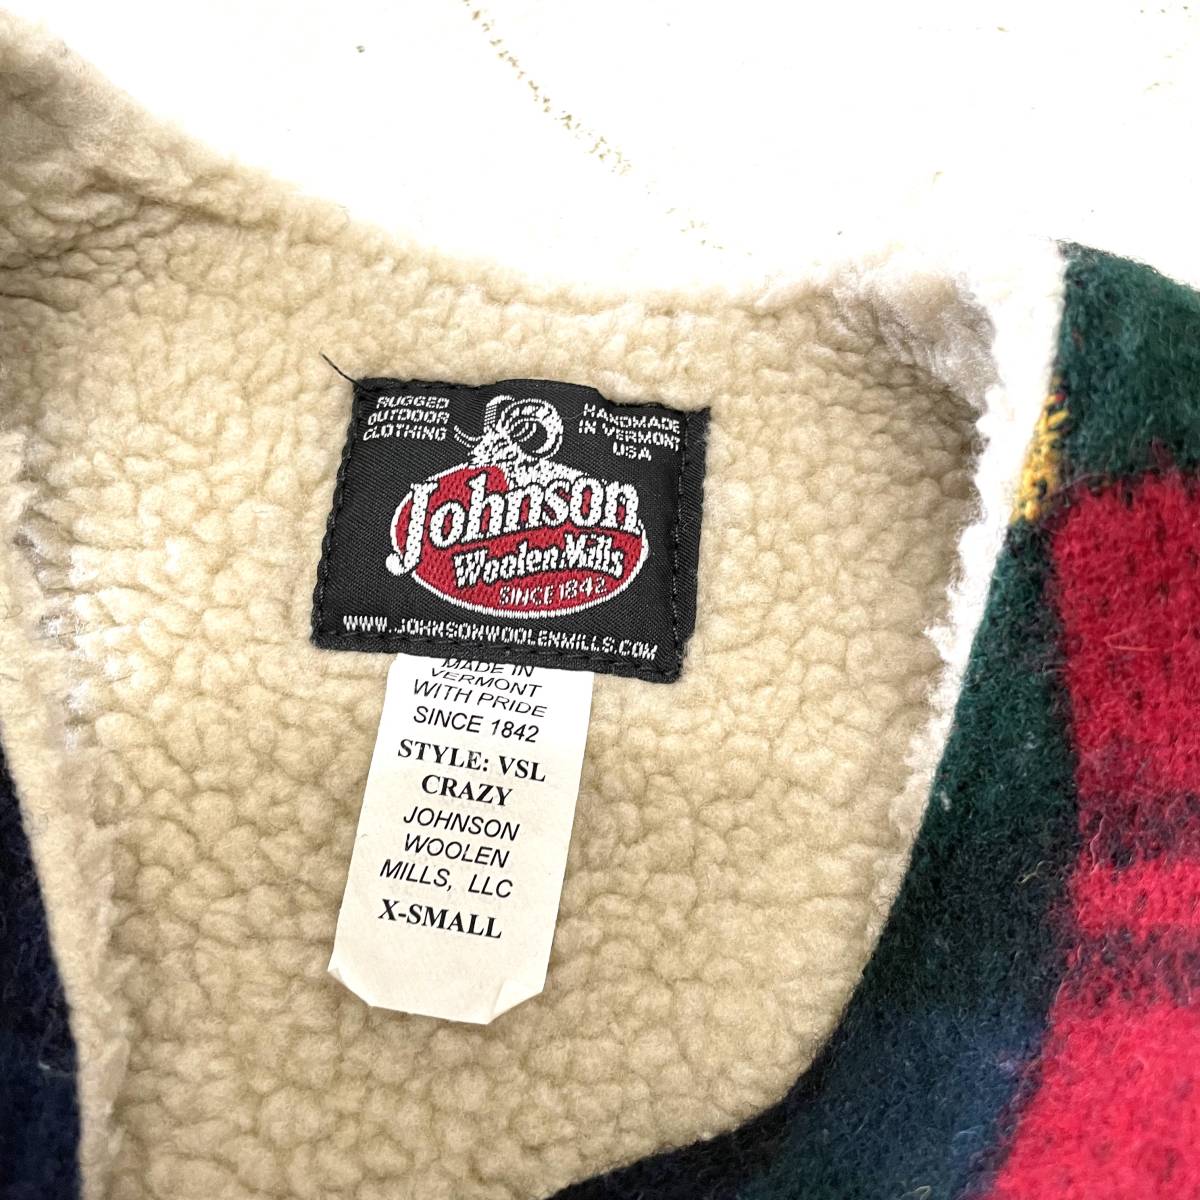 RUGGED
OUTDOOR
CLOTHING
HANDMADE
IN VERMONT
USA
Johnson
Woolen Mills
SINCE 1842
WWW.JOHNSONWOOLENMILLS.COM
MADE IN
VERMONT
WITH PRIDE
SINCE 1842
STYLE: VSL
CRAZY
JOHNSON
WOOLEN
MILLS, LLC
X-SMALL